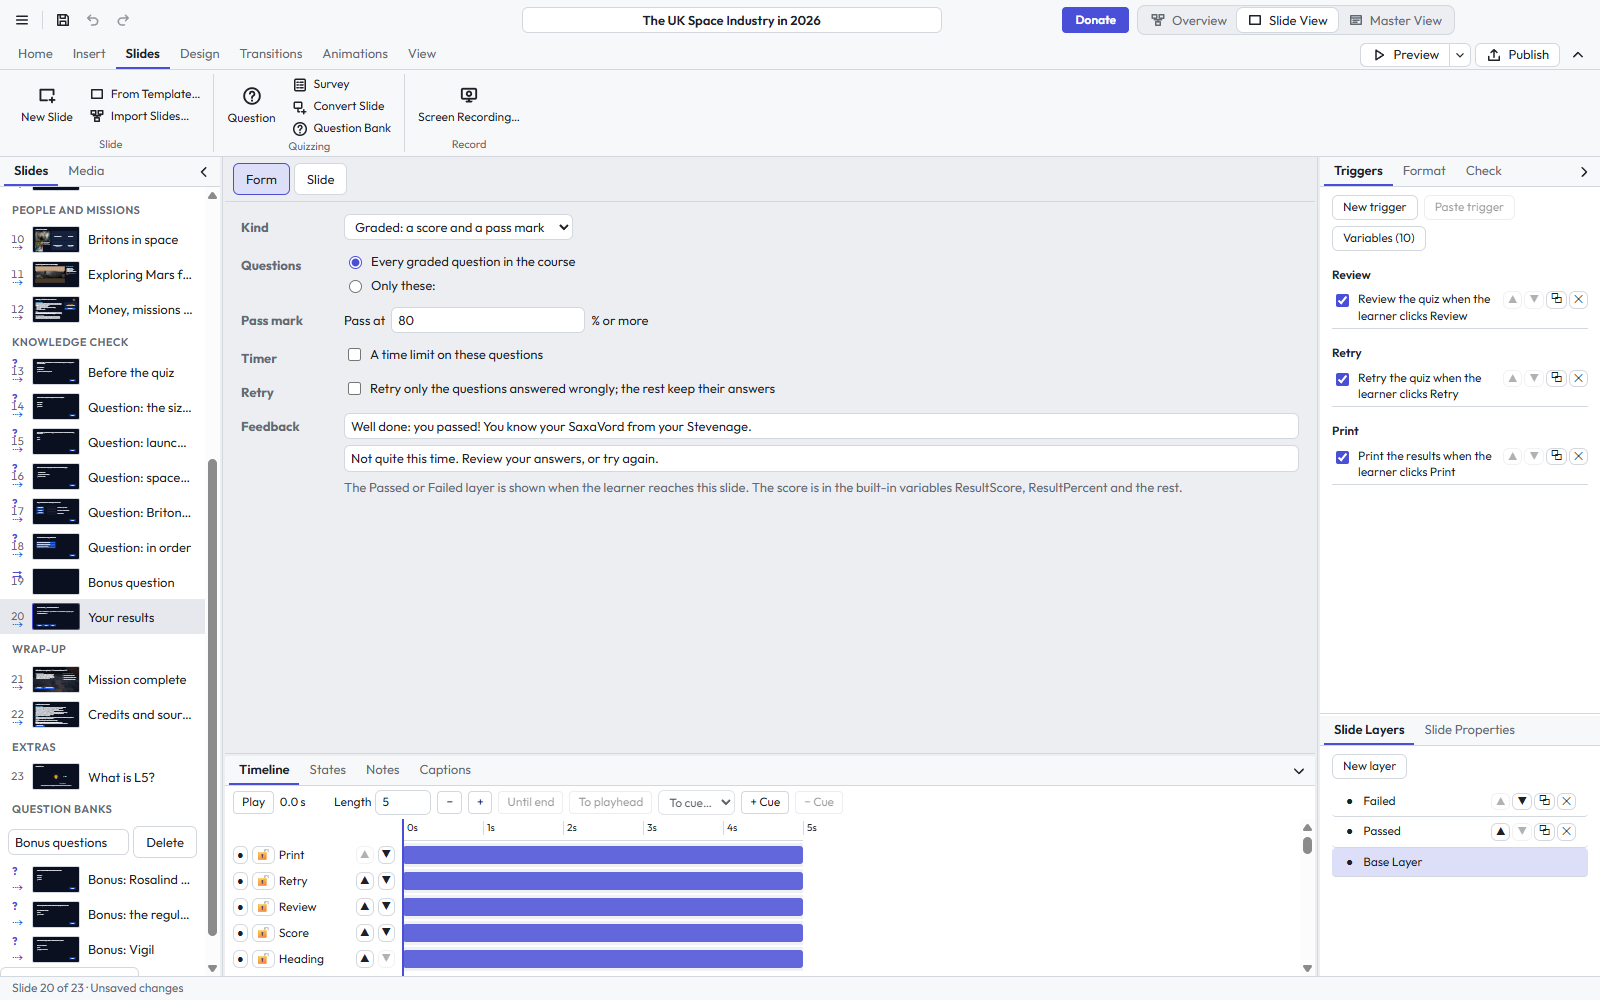 The UK Space Industry in 2026
Donate
Overview
Slide View
Master View
Home
Insert
Slides
Design
Transitions
Animations
View
Preview
Publish
New Slide
From Template...
Import Slides...
Slide
Question
Survey
Convert Slide
Question Bank
Quizzing
Screen Recording...
Record
Slides
Media
PEOPLE AND MISSIONS
10 Britons in space
11 Exploring Mars f...
12 Money, missions ...
KNOWLEDGE CHECK
? 13 Before the quiz
? 14 Question: the siz...
? 15 Question: launc...
? 16 Question: space...
? 17 Question: Briton...
? 18 Question: in order
19 Bonus question
20 Your results
WRAP-UP
21 Mission complete
22 Credits and sour...
EXTRAS
23 What is L5?
QUESTION BANKS
Bonus questions
Delete
? Bonus: Rosalind ...
? Bonus: the regul...
? Bonus: Vigil
Form
Slide
Kind
Graded: a score and a pass mark
Questions
Every graded question in the course
Only these:
Pass mark
Pass at 80 % or more
Timer
A time limit on these questions
Retry
Retry only the questions answered wrongly; the rest keep their answers
Feedback
Well done: you passed! You know your SaxaVord from your Stevenage.
Not quite this time. Review your answers, or try again.
The Passed or Failed layer is shown when the learner reaches this slide. The score is in the built-in variables ResultScore, ResultPercent and the rest.
Timeline
States
Notes
Captions
Play
0.0 s
Length
5
−
+
Until end
To playhead
To cue...
+ Cue
− Cue
0s 1s 2s 3s 4s 5s
Print
Retry
Review
Score
Heading
Triggers
Format
Check
New trigger
Paste trigger
Variables (10)
Review
Review the quiz when the
learner clicks Review
Retry
Retry the quiz when the
learner clicks Retry
Print
Print the results when the
learner clicks Print
Slide Layers
Slide Properties
New layer
Failed
Passed
Base Layer
Slide 20 of 23 · Unsaved changes